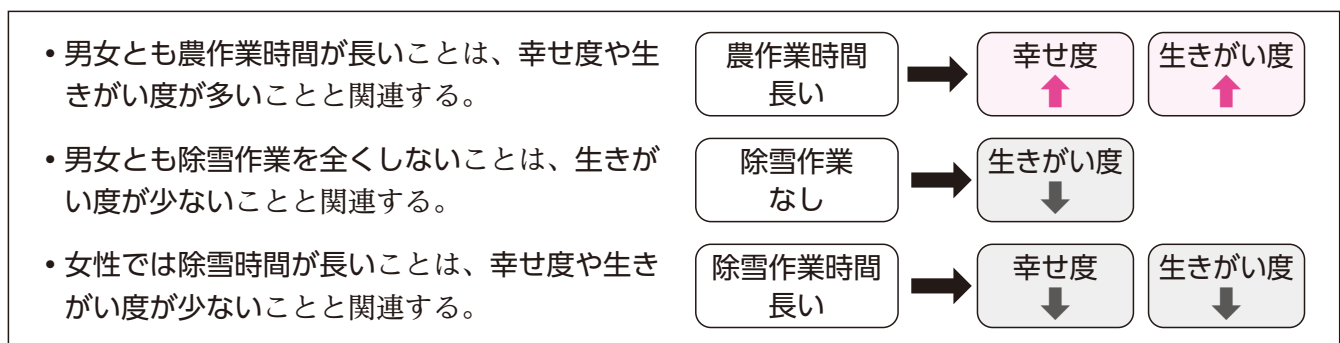 • 男女とも農作業時間が長いことは、幸せ度や生
きがい度が多いことと関連する。
農作業時間
長い
幸せ度
生きがい度
• 男女とも除雪作業を全くしないことは、生きが
い度が少ないことと関連する。
除雪作業
なし
生きがい度
• 女性では除雪時間が長いことは、幸せ度や生き
がい度が少ないことと関連する。
除雪作業時間
長い
幸せ度
生きがい度